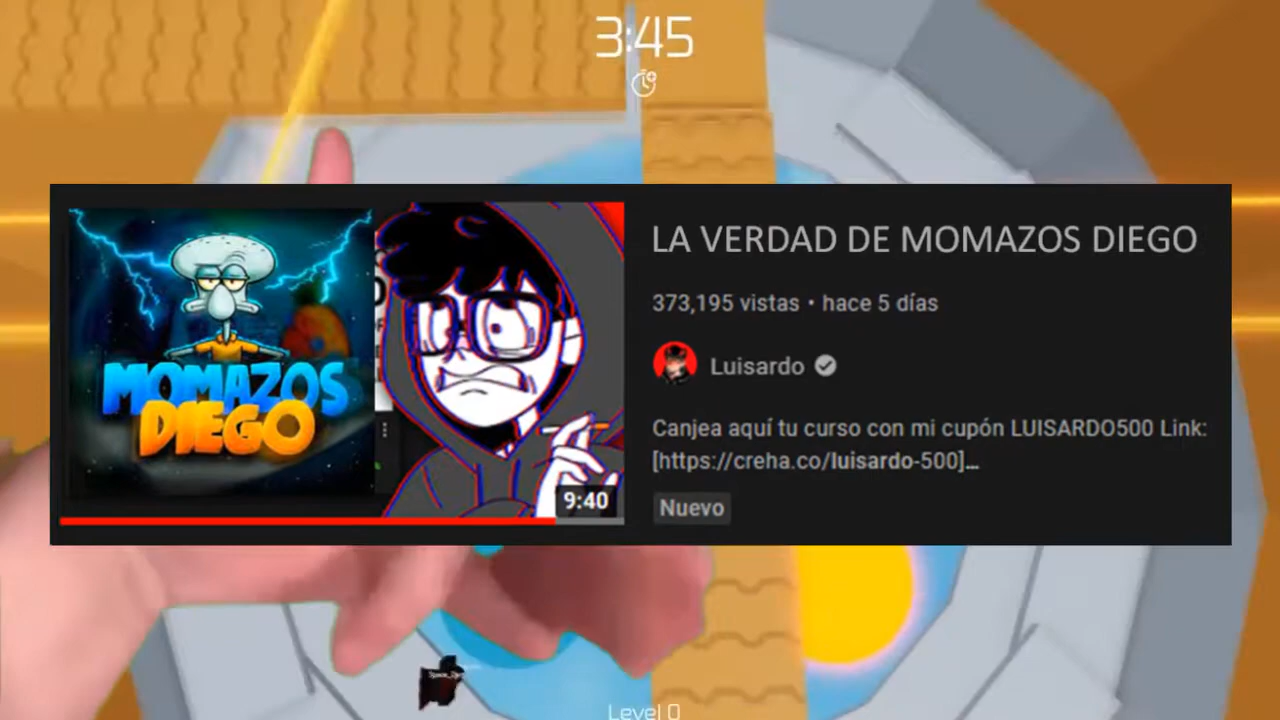 3:45
MOMAZOS
DIEGO
9:40
LA VERDAD DE MOMAZOS DIEGO
373,195 vistas • hace 5 días
Luisardo
Canjea aquí tu curso con mi cupón LUISARDO500 Link:
[https://creha.co/luisardo-500]...
Nuevo
Level 0